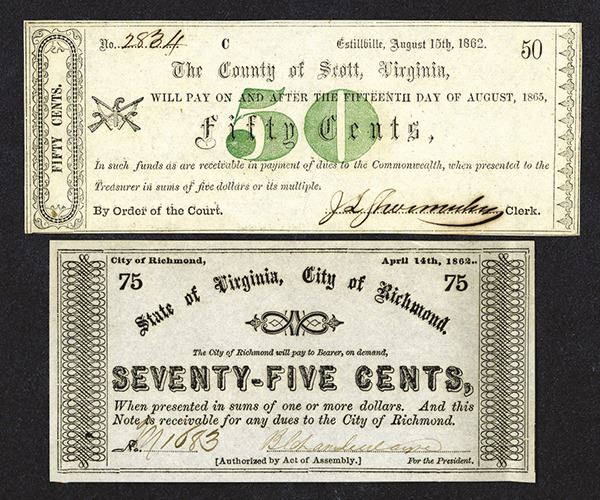 FIFTY CENTS.
No. 2834 C Estillville, August 15th, 1862. 50
The County of Scott, Virginia,
WILL PAY ON AND AFTER THE FIFTEENTH DAY OF AUGUST, 1865,
50
Fifty Cents,
In such funds as are receivable in payment of dues to the Commonwealth, when presented to the
Treasurer in sums of five dollars or its multiple.
By Order of the Court. Clerk.
City of Richmond, April 14th, 1862..
75 75
State of Virginia, City of Richmond.
The City of Richmond will pay to Bearer, on demand,
SEVENTY-FIVE CENTS,
When presented in sums of one or more dollars. And this
Note is receivable for any dues to the City of Richmond.
No. 1083
[Authorized by Act of Assembly.] For the President.